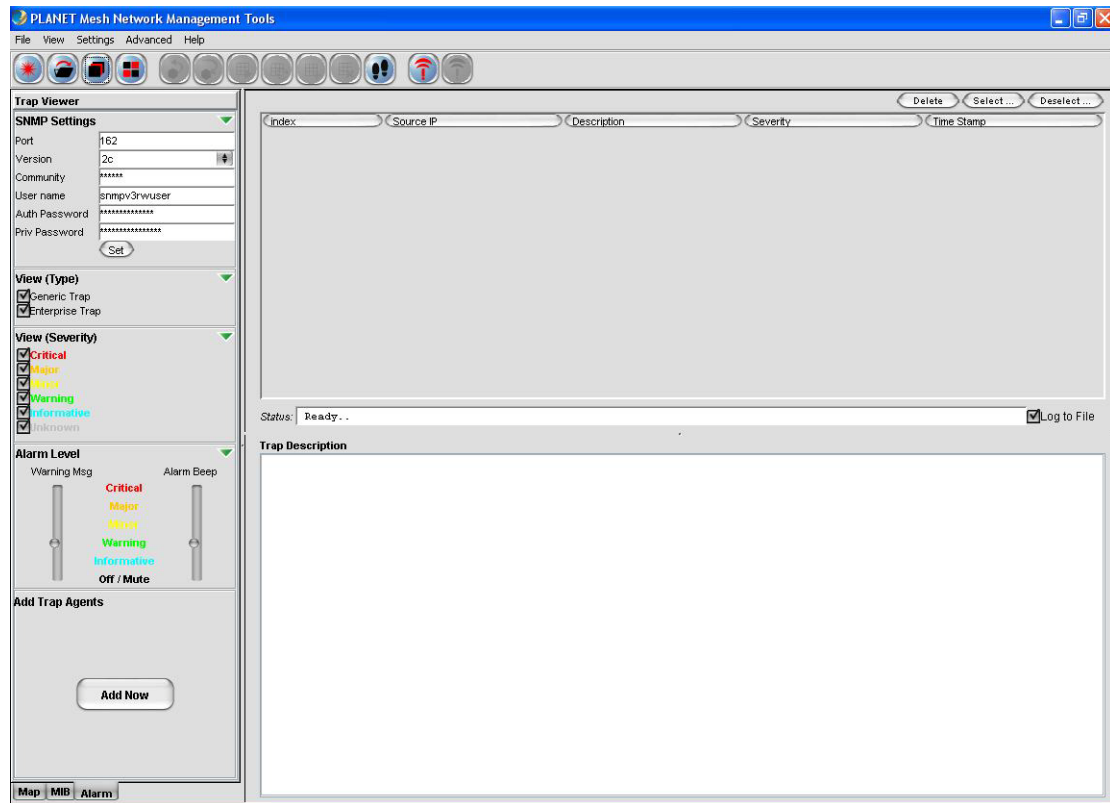 PLANET Mesh Network Management Tools
File View Settings Advanced Help
Trap Viewer
SNMP Settings
Port 162
Version 2c
Community ******
User name snmpv3rwuser
Auth Password **************
Priv Password ****************
Set
View (Type)
Generic Trap
Enterprise Trap
View (Severity)
Critical
Major
Minor
Warning
Informative
Unknown
Alarm Level
Warning Msg Alarm Beep
Critical
Major
Minor
Warning
Informative
Off / Mute
Add Trap Agents
Add Now
Map MIB Alarm
Delete Select ... Deselect ...
index Source IP Description Severity Time Stamp
Status: Ready.. Log to File
Trap Description